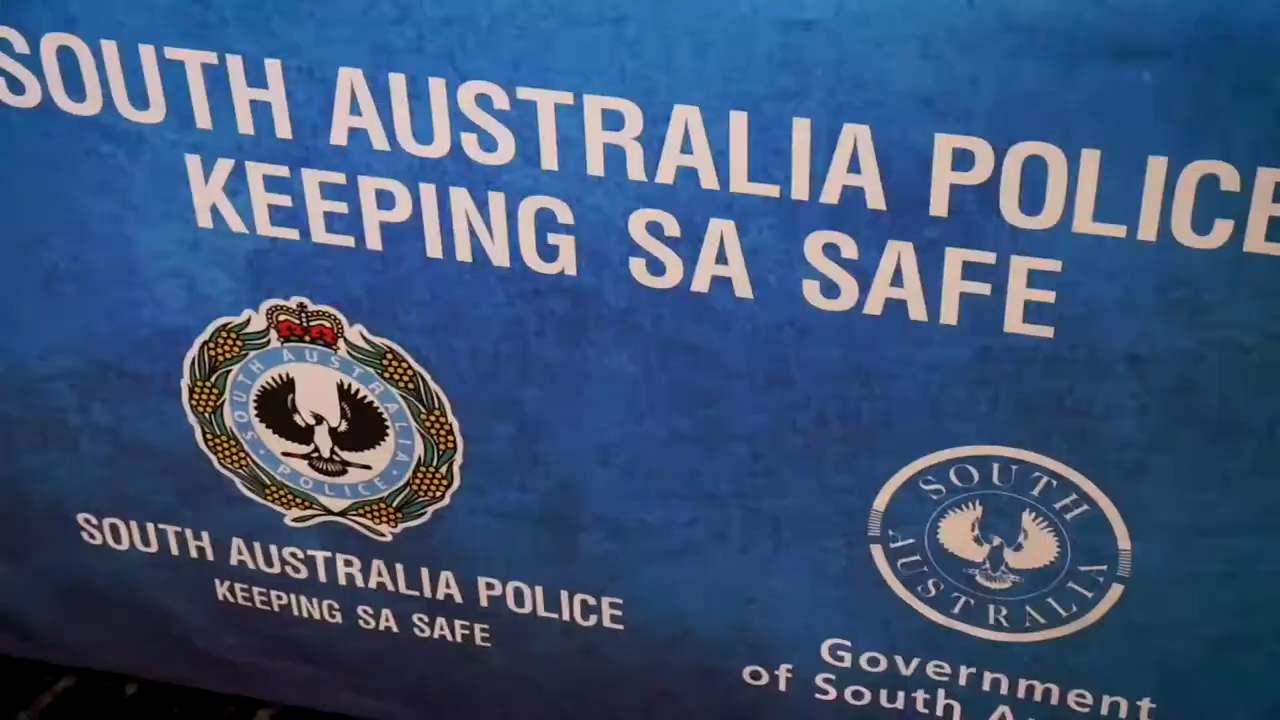 SOUTH AUSTRALIA POLICE
KEEPING SA SAFE
SOUTH AUSTRALIA
POLICE
SOUTH AUSTRALIA POLICE
KEEPING SA SAFE
SOUTH
AUSTRALIA
Government
of South